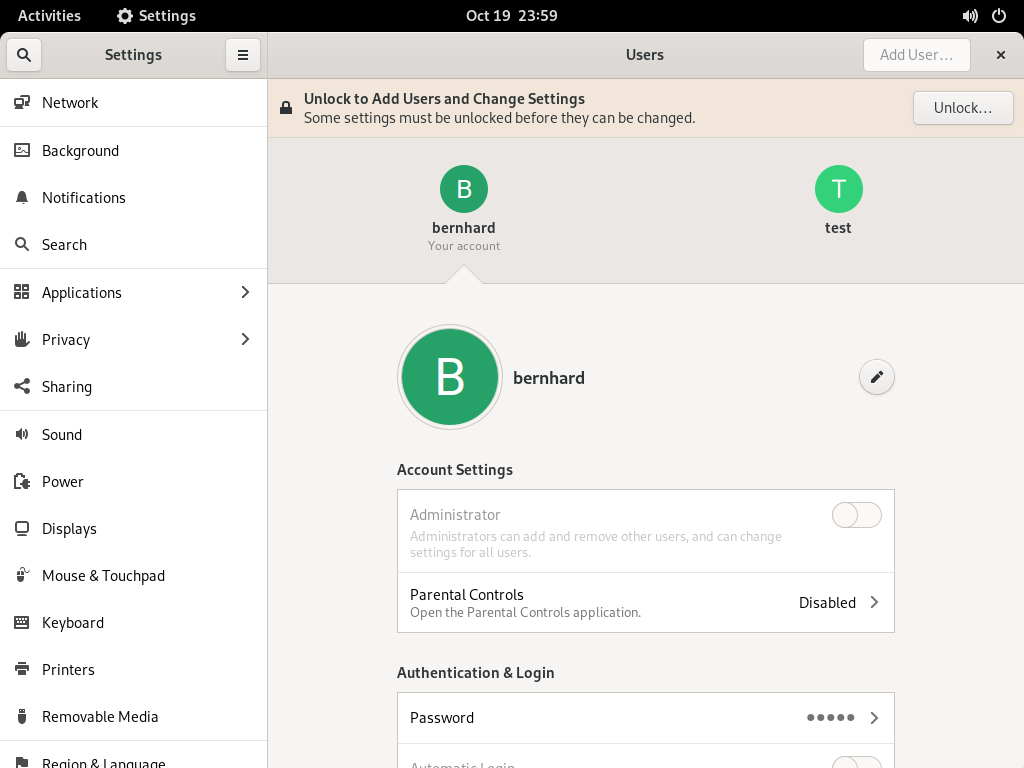 Activities
Settings
Oct 19 23:59
Settings
Users
Add User…
Network
Background
Notifications
Search
Applications
Privacy
Sharing
Sound
Power
Displays
Mouse & Touchpad
Keyboard
Printers
Removable Media
Region & Language
Unlock to Add Users and Change Settings
Some settings must be unlocked before they can be changed.
Unlock…
B
bernhard
Your account
T
test
B
bernhard
Account Settings
Administrator
Administrators can add and remove other users, and can change
settings for all users.
Parental Controls
Open the Parental Controls application.
Disabled
Authentication & Login
Password
●●●●●
Automatic Login